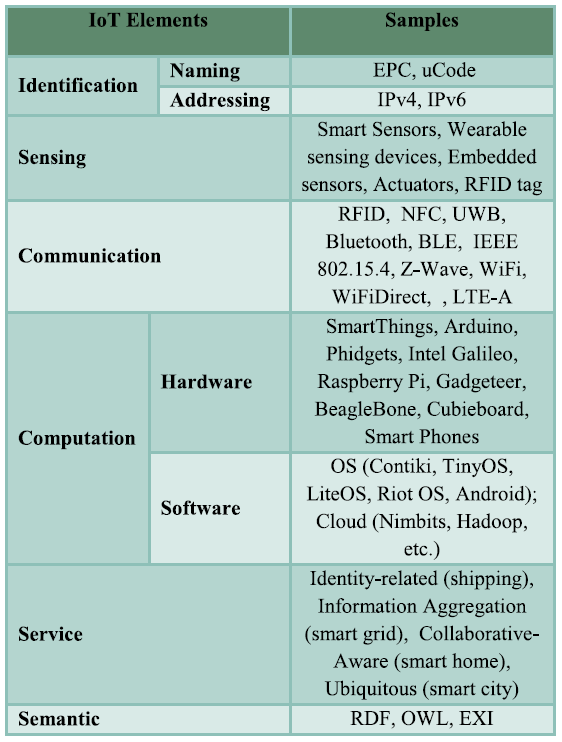 IoT Elements
Samples
Identification
Naming
EPC, uCode
Addressing
IPv4, IPv6
Sensing
Smart Sensors, Wearable
sensing devices, Embedded
sensors, Actuators, RFID tag
Communication
RFID,  NFC, UWB,
Bluetooth, BLE,  IEEE
802.15.4, Z-Wave, WiFi,
WiFiDirect,  , LTE-A
Computation
Hardware
SmartThings, Arduino,
Phidgets, Intel Galileo,
Raspberry Pi, Gadgeteer,
BeagleBone, Cubieboard,
Smart Phones
Software
OS (Contiki, TinyOS,
LiteOS, Riot OS, Android);
Cloud (Nimbits, Hadoop,
etc.)
Service
Identity-related (shipping),
Information Aggregation
(smart grid),  Collaborative-
Aware (smart home),
Ubiquitous (smart city)
Semantic
RDF, OWL, EXI